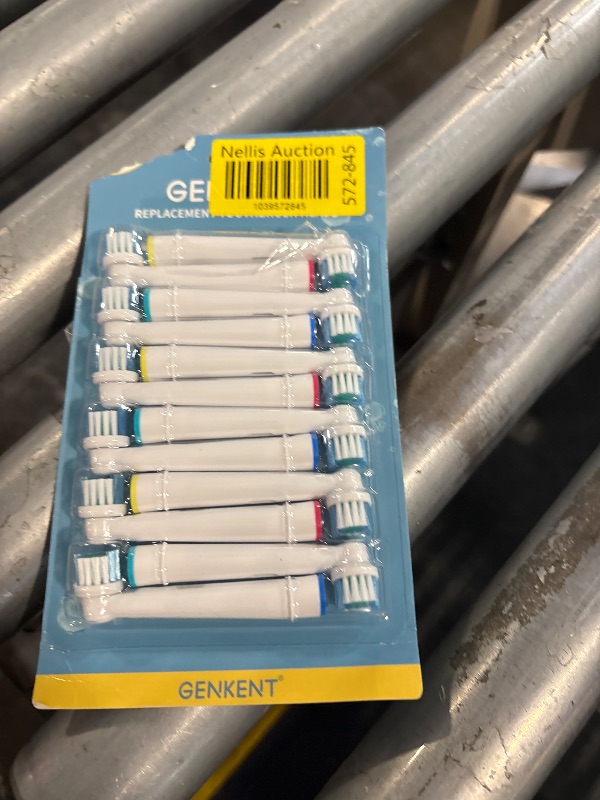 Nellis Auction
1039572845
572-845
GE
REPLACEMENT
GENKENT®